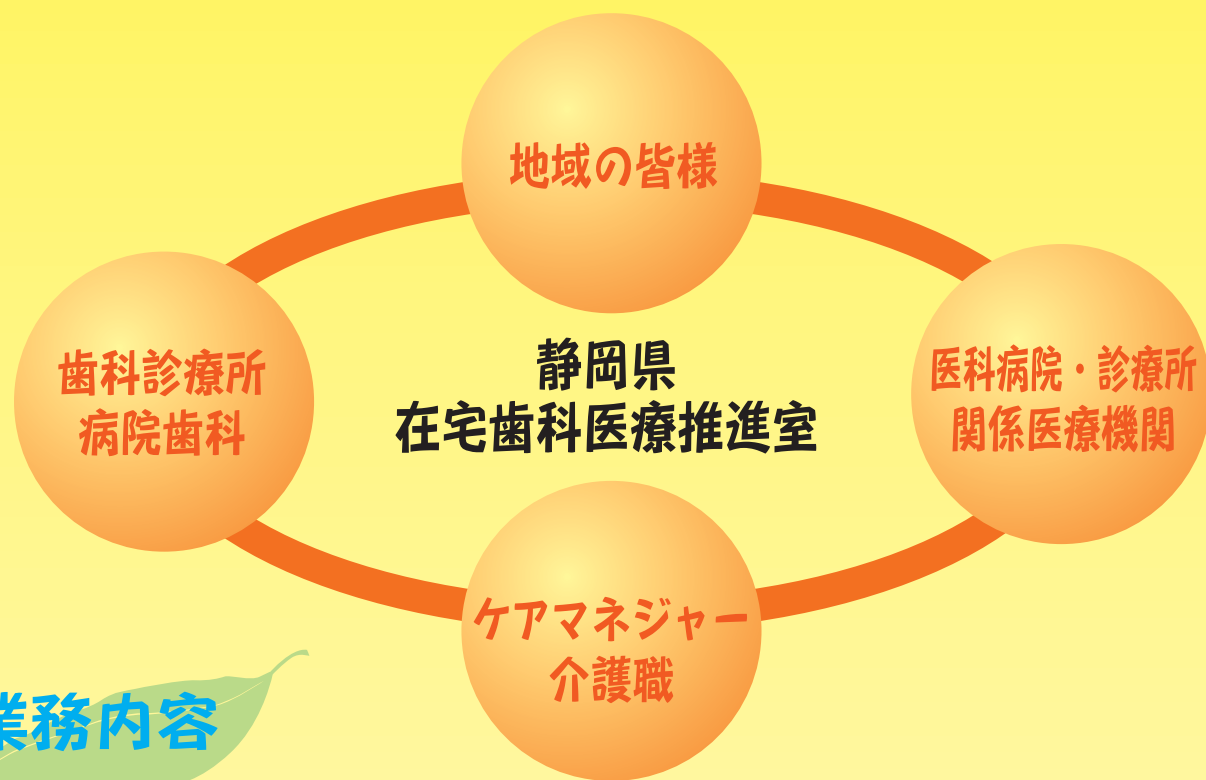 地域の皆様
歯科診療所
病院歯科
静岡県
在宅歯科医療推進室
医科病院・診療所
関係医療機関
ケアマネジャー
介護職
業務内容